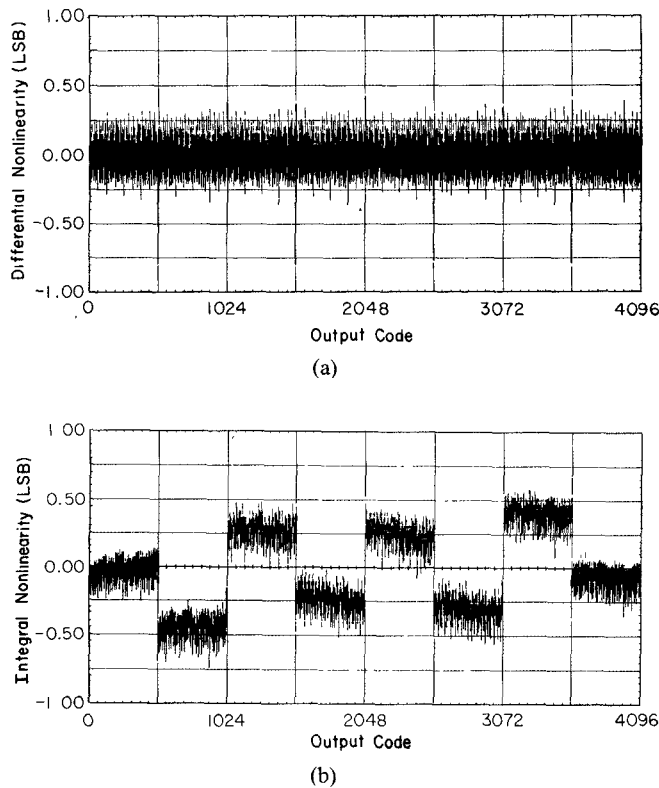 Differential Nonlinearity (LSB)
1.00
0.50
0.00
-0.50
-1.00
0 1024 2048 3072 4096
Output Code
(a)
Integral Nonlinearity (LSB)
1 00
0.50
0.00
-0.50
-1 00
0 1024 2048 3072 4096
Output Code
(b)